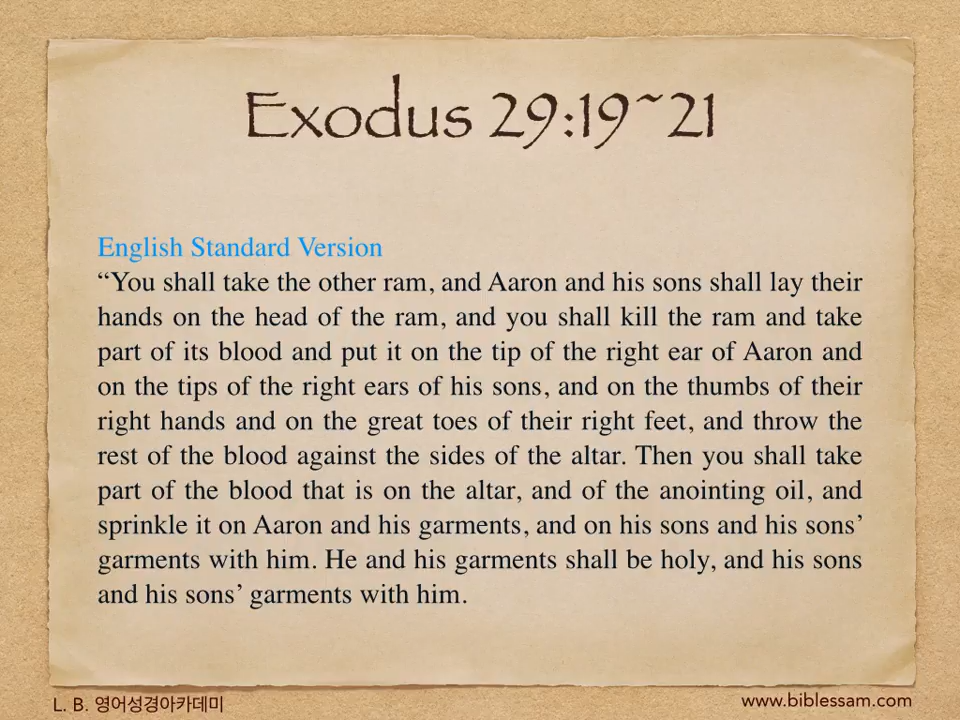 Exodus 29:19~21
English Standard Version
“You shall take the other ram, and Aaron and his sons shall lay their
hands on the head of the ram, and you shall kill the ram and take
part of its blood and put it on the tip of the right ear of Aaron and
on the tips of the right ears of his sons, and on the thumbs of their
right hands and on the great toes of their right feet, and throw the
rest of the blood against the sides of the altar. Then you shall take
part of the blood that is on the altar, and of the anointing oil, and
sprinkle it on Aaron and his garments, and on his sons and his sons’
garments with him. He and his garments shall be holy, and his sons
and his sons’ garments with him.
L. B. 영어성경아카데미
www.biblessam.com